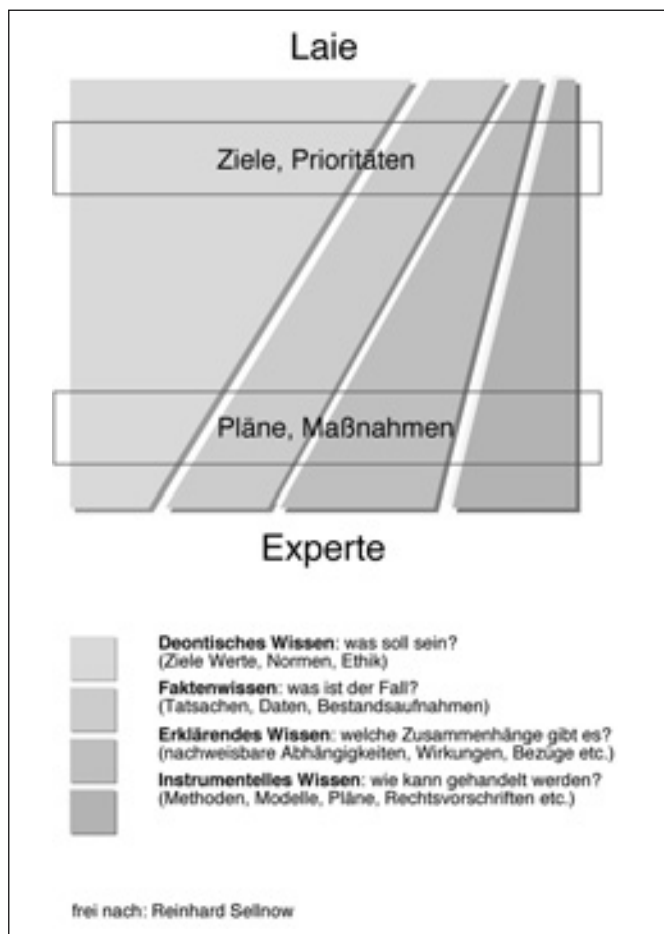 Laie
Ziele, Prioritäten
Pläne, Maßnahmen
Experte
Deontisches Wissen: was soll sein?
(Ziele Werte, Normen, Ethik)
Faktenwissen: was ist der Fall?
(Tatsachen, Daten, Bestandsaufnahmen)
Erklärendes Wissen: welche Zusammenhänge gibt es?
(nachweisbare Abhängigkeiten, Wirkungen, Bezüge etc.)
Instrumentelles Wissen: wie kann gehandelt werden?
(Methoden, Modelle, Pläne, Rechtsvorschriften etc.)
frei nach: Reinhard Sellnow